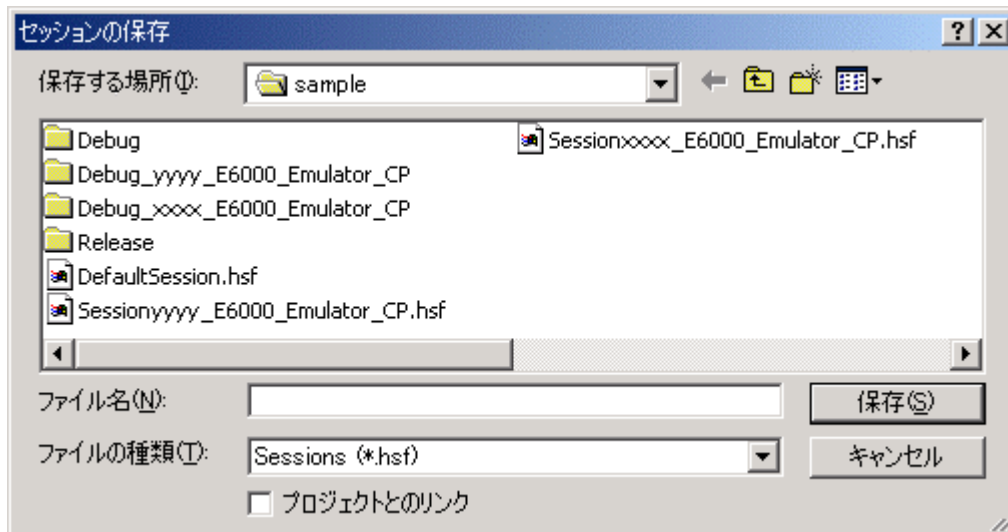 セッションの保存
保存する場所(I): sample
Debug
Debug_yyyy_E6000_Emulator_CP
Debug_xxxx_E6000_Emulator_CP
Release
DefaultSession.hsf
Sessionyyyy_E6000_Emulator_CP.hsf
Sessionxxxx_E6000_Emulator_CP.hsf
ファイル名(N):
保存(S)
ファイルの種類(T): Sessions (*.hsf)
キャンセル
プロジェクトとのリンク